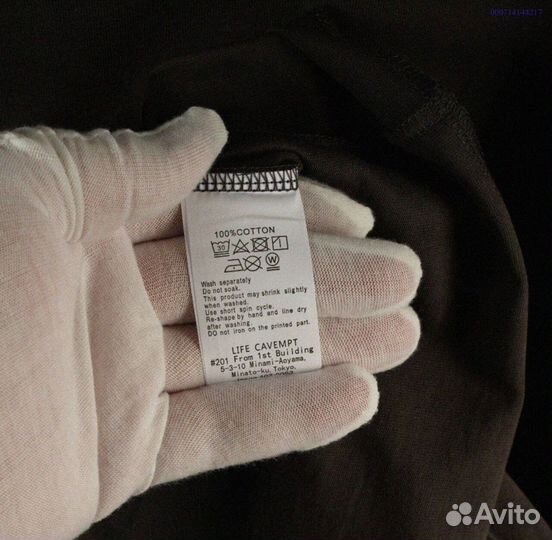 100%COTTON
30
W
Wash separately
Do not soak.
This product may shrink slightly
when washed.
Use short spin cycle.
Re-shape by hand and line dry
after washing.
DO not iron on the printed part.
LIFE CAVEMPT
#201 From 1st Building
5-3-10 Minami-Aoyama,
Minato-ku, Tokyo,
Avito